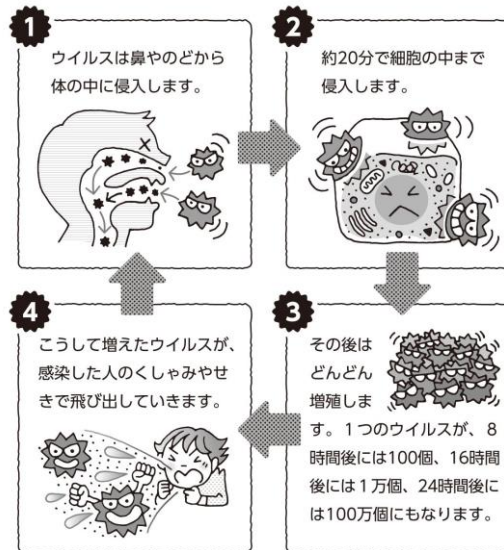 1
ウイルスは鼻やのどから
体の中に侵入します。
2
約20分で細胞の中まで
侵入します。
3
その後は
どんどん
増殖しま
す。1つのウイルスが、8
時間後には100個、16時間
後には1万個、24時間後に
は100万個にもなります。
4
こうして増えたウイルスが、
感染した人のくしゃみやせ
きで飛び出していきます。